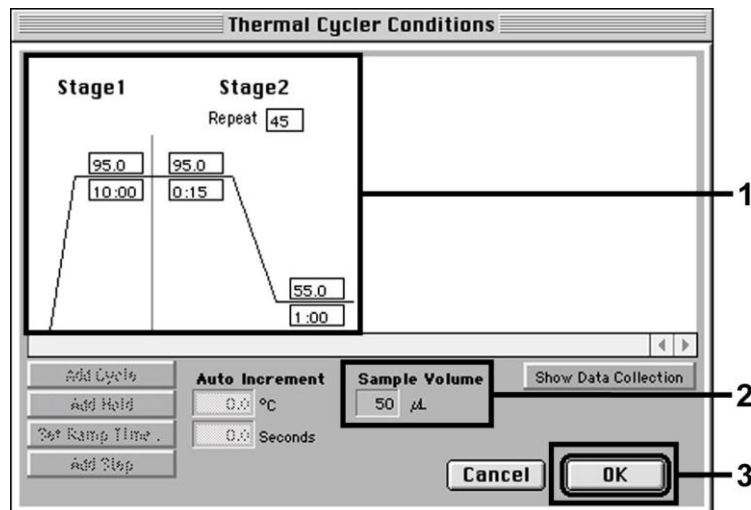 Thermal Cycler Conditions
Stage1 Stage2
Repeat 45
95.0 95.0
10:00 0:15
1
55.0
1:00
Add Cycle
Auto Increment
Sample Volume
Show Data Collection
Add Hold
0.0 °C
50 µL
2
Set Ramp Time .
0.0 Seconds
Add Step
Cancel
OK
3